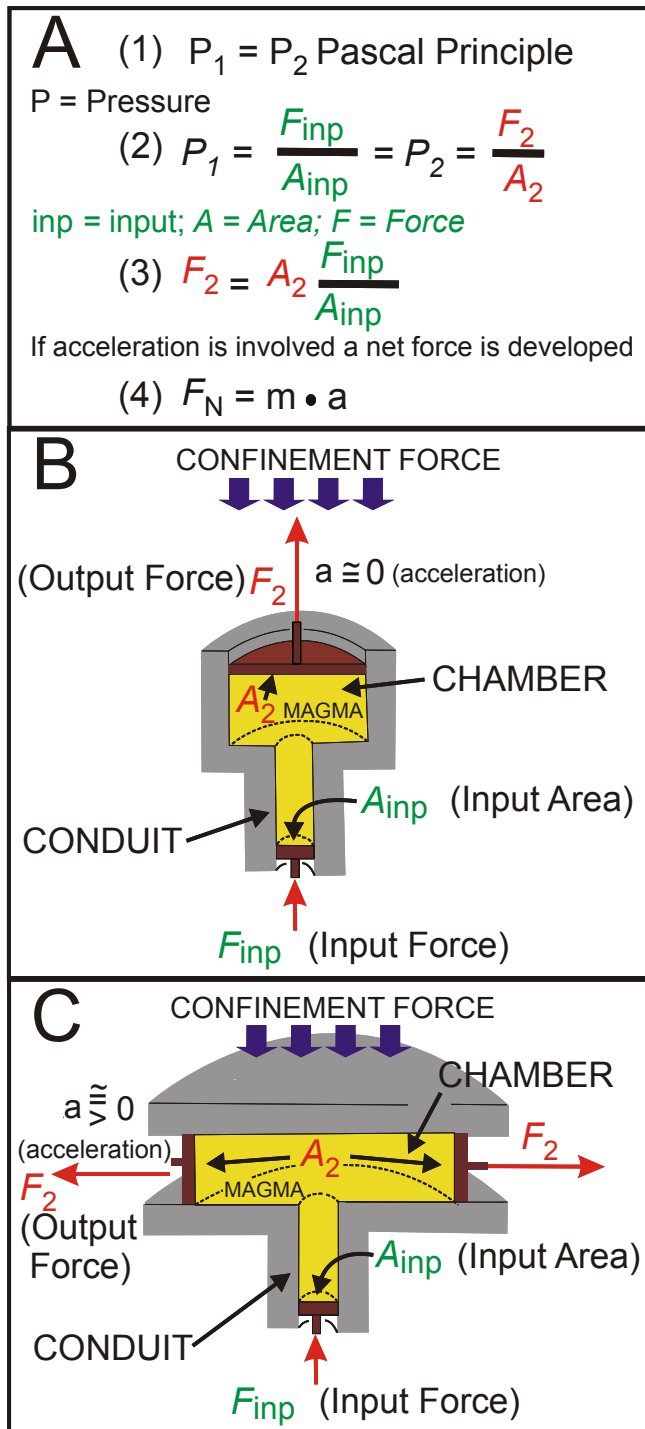 A
(1) P₁ = P₂ Pascal Principle
P = Pressure
(2) P₁ = Finp / Ainp = P₂ = F₂ / A₂
inp = input; A = Area; F = Force
(3) F₂ = A₂ Finp / Ainp
If acceleration is involved a net force is developed
(4) FN = m • a
B
CONFINEMENT FORCE
(Output Force) F₂
a ≅ 0 (acceleration)
CHAMBER
A₂
MAGMA
Ainp (Input Area)
CONDUIT
Finp (Input Force)
C
CONFINEMENT FORCE
CHAMBER
a ≅> 0
(acceleration)
F₂
A₂
F₂
MAGMA
(Output
Force)
Ainp (Input Area)
CONDUIT
Finp (Input Force)